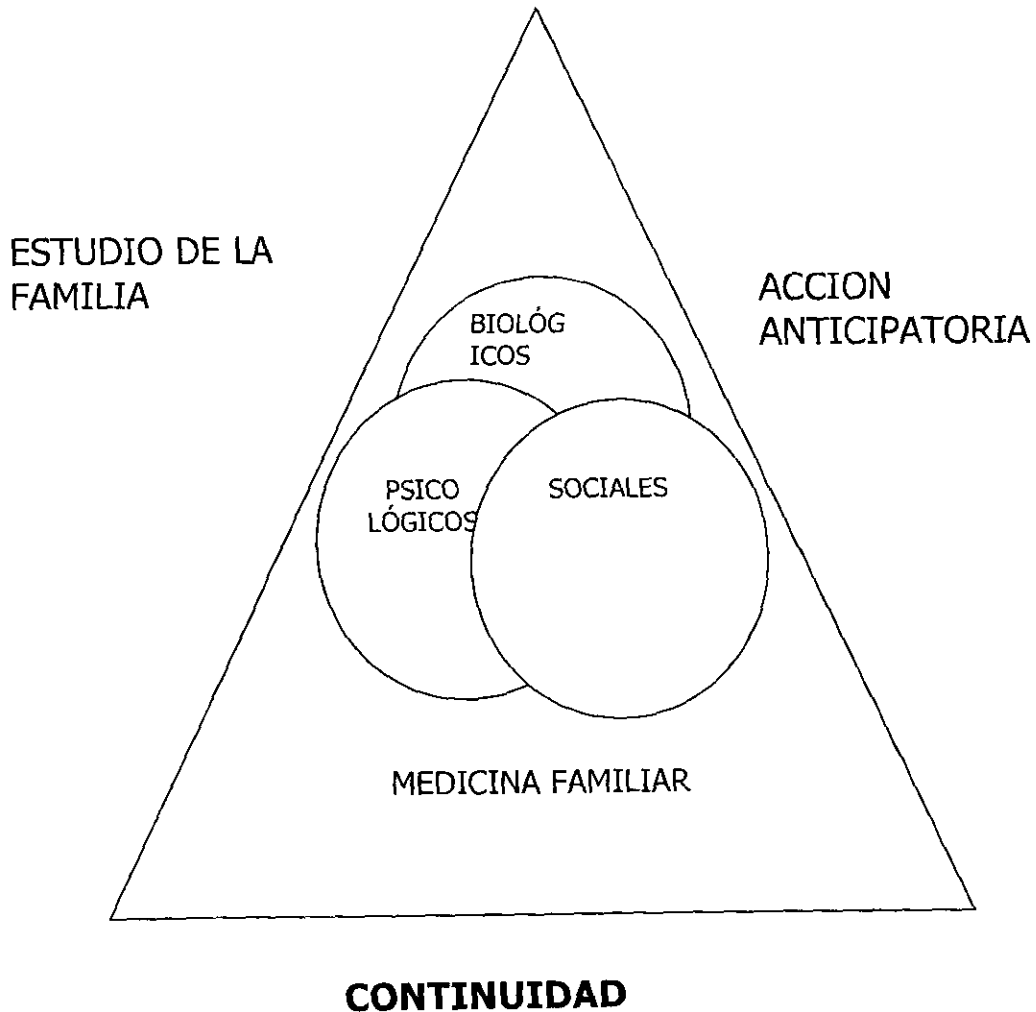 ESTUDIO DE LA
FAMILIA
ACCION
ANTICIPATORIA
BIOLÓG
ICOS
PSICO
LÓGICOS
SOCIALES
MEDICINA FAMILIAR
CONTINUIDAD